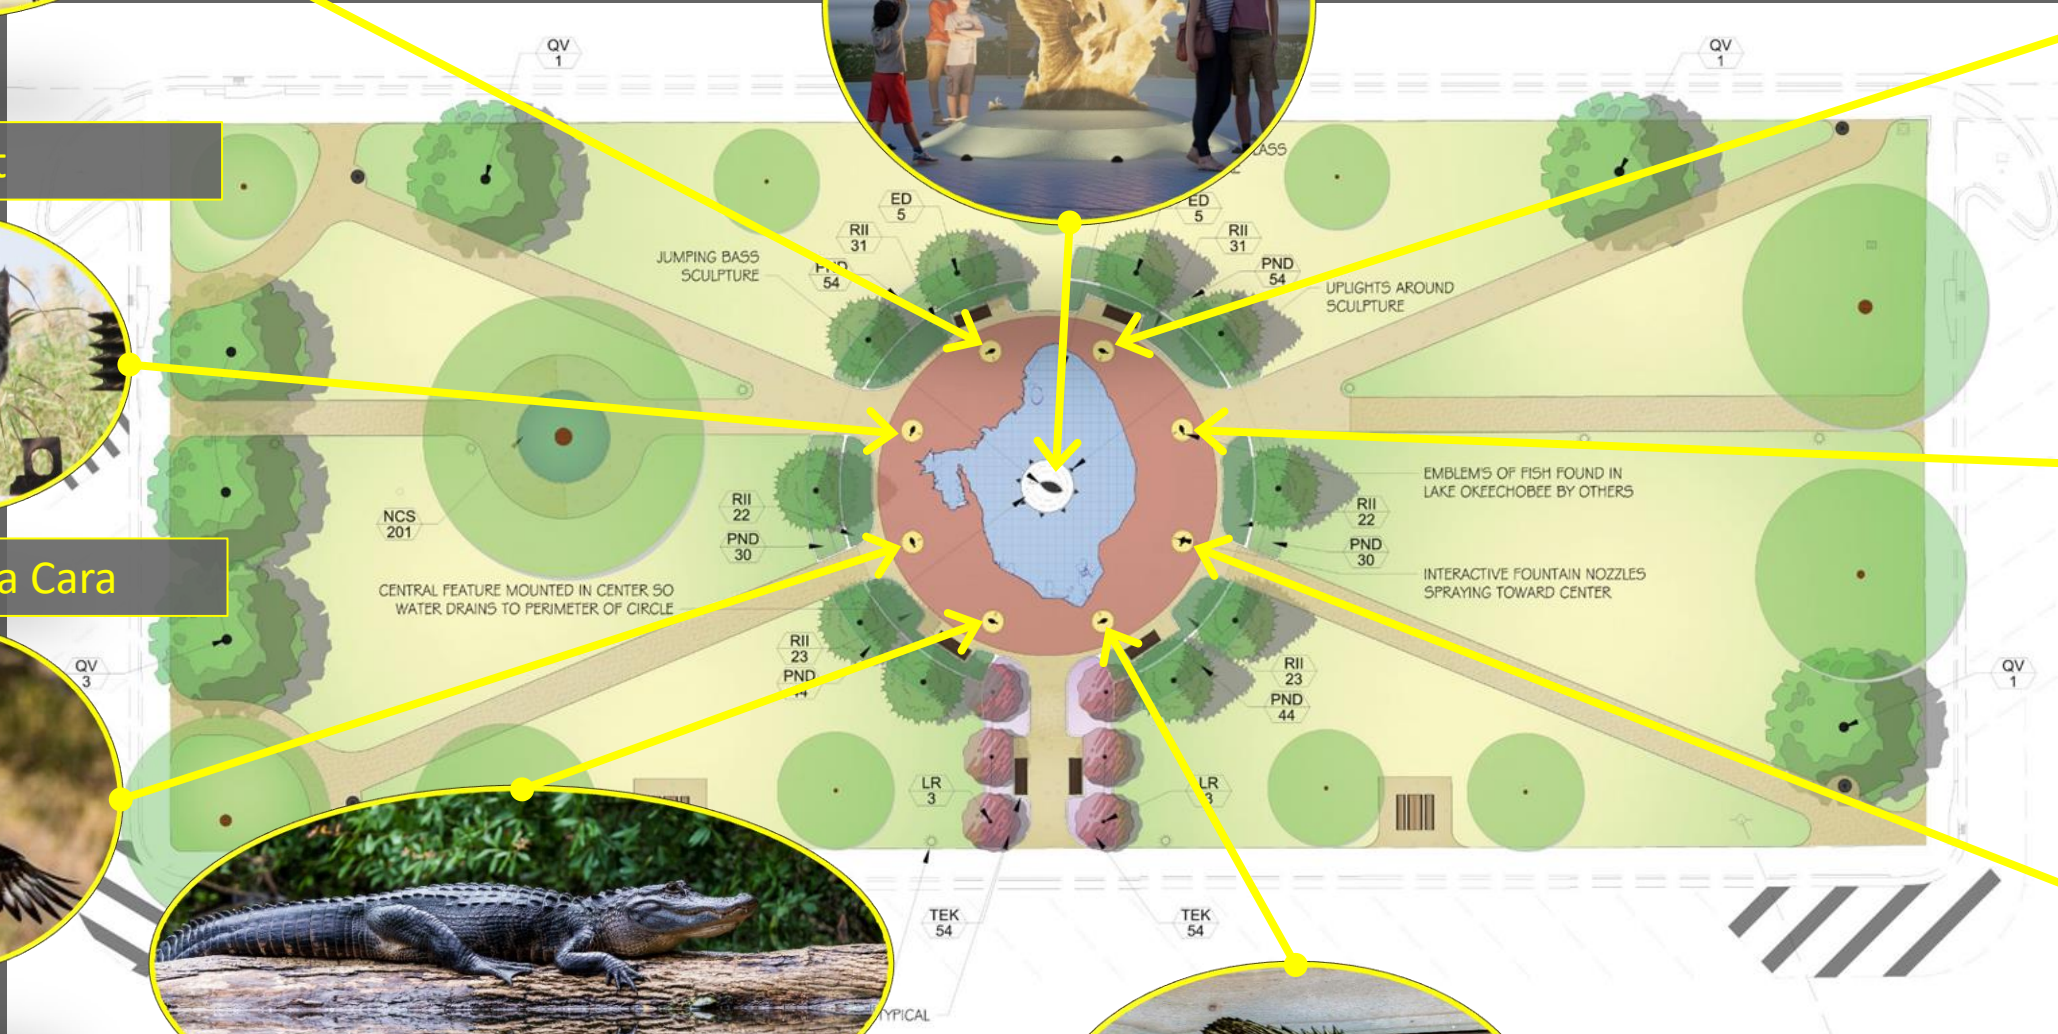 QV
1
QV
1
t
ED
5
ED
5
RII
31
RII
31
JUMPING BASS
SCULPTURE
PND
54
PND
54
UPLIGHTS AROUND
SCULPTURE
EMBLEMS OF FISH FOUND IN
LAKE OKEECHOBEE BY OTHERS
RII
22
RII
22
NCS
201
PND
30
PND
30
a Cara
CENTRAL FEATURE MOUNTED IN CENTER SO
WATER DRAINS TO PERIMETER OF CIRCLE
INTERACTIVE FOUNTAIN NOZZLES
SPRAYING TOWARD CENTER
RII
23
RII
23
QV
3
QV
1
PND
44
PND
44
LR
3
LR
3
TEK
54
TEK
54
TYPICAL